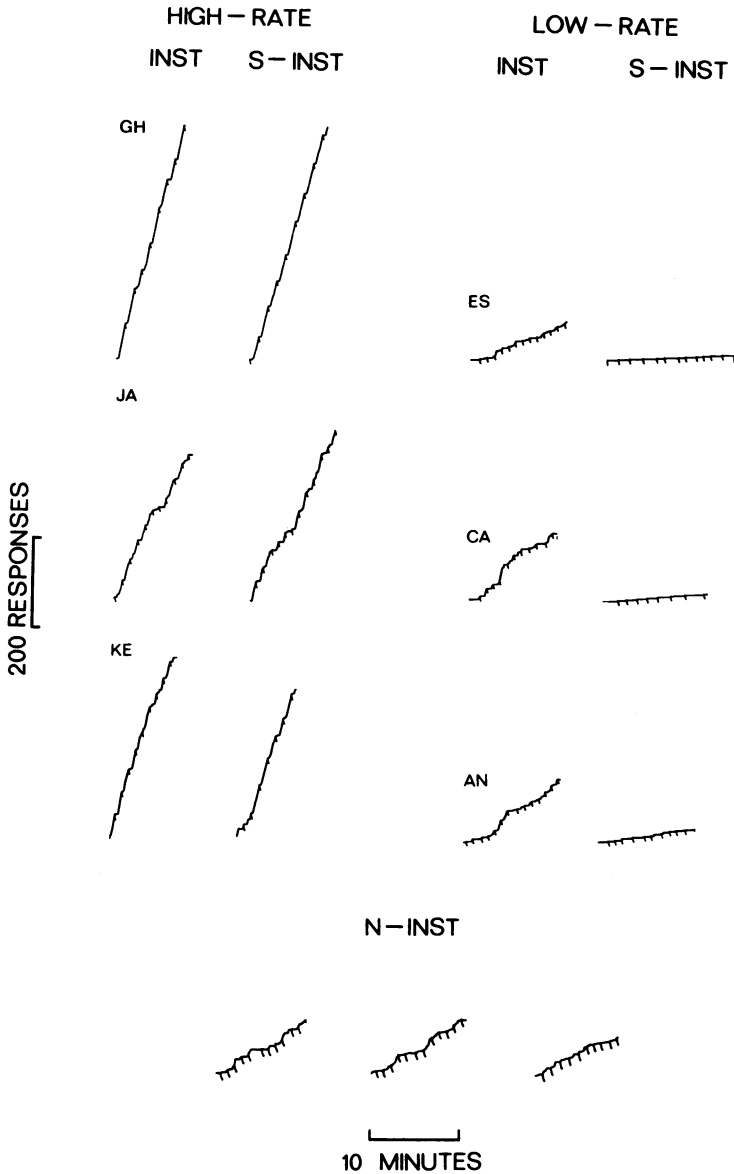 HIGH – RATE
LOW – RATE
INST S – INST
INST S – INST
GH
ES
JA
200 RESPONSES
CA
KE
AN
N – INST
10 MINUTES